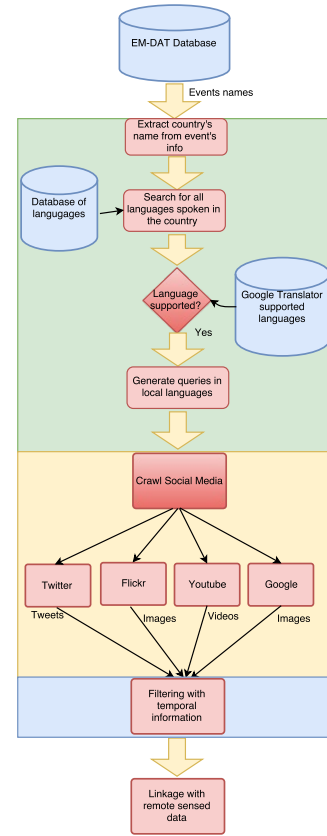 EM-DAT Database
Events names
Extract country's
name from event's
info
Database of
langugages
Search for all
languages spoken in
the country
Language
supported?
Google Translator
supported
languages
Yes
Generate queries in
local languages
Crawl Social Media
Twitter
Flickr
Youtube
Google
Tweets
Images
Videos
Images
Filtering with
temporal
information
Linkage with
remote sensed
data